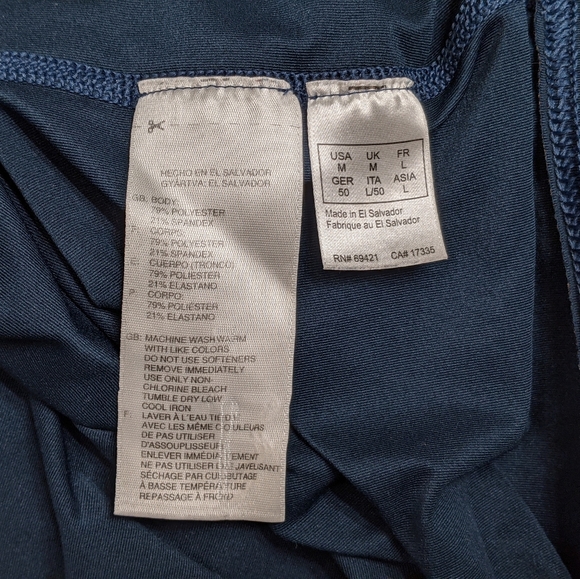 HECHO EN EL SALVADOR
GYÁRTVA: EL SALVADOR
GB: BODY:
79% POLYESTER
21% SPANDEX
F: CORPS:
79% POLYESTER
21% SPANDEX
E: CUERPO (TRONCO)
79% POLIESTER
21% ELASTANO
P: CORPO:
79% POLIÉSTER
21% ELASTANO
GB: MACHINE WASH WARM
WITH LIKE COLORS
DO NOT USE SOFTENERS
REMOVE IMMEDIATELY
USE ONLY NON-
CHLORINE BLEACH
TUMBLE DRY LOW
COOL IRON
F: LAVER À L'EAU TIÈDE
AVEC LES MÊME COULEURS
DE PAS UTILISER
D'ASSOUPLISSEUR
ENLEVER IMMÉDIATEMENT
NE PAS UTILISER JAVELISANT
SÉCHAGE PAR CULBUTAGE
À BASSE TEMPÉRATURE
REPASSAGE À FROID
USA UK FR
M M L
GER ITA ASIA
50 L/50 L
Made in El Salvador
Fabrique au El Salvador
RN# 69421 CA# 17335